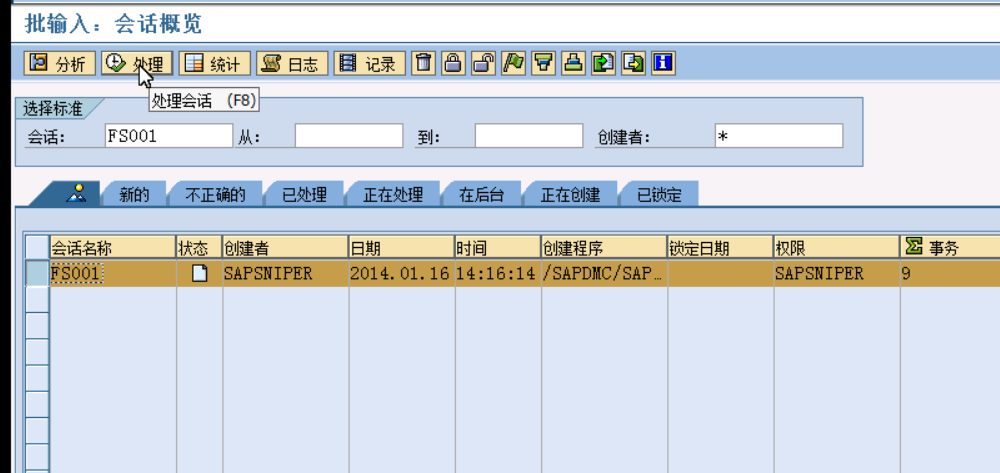 批输入：会话概览
分析 处理 统计 日志 记录
处理会话 (F8)
选择标准
会话： FS001 从： 到： 创建者： *
新的 不正确的 已处理 正在处理 在后台 正在创建 已锁定
会话名称 状态 创建者 日期 时间 创建程序 锁定日期 权限 Σ 事务
FS001 SAPSNIPER 2014.01.16 14:16:14 /SAPDMC/SAP… SAPSNIPER 9